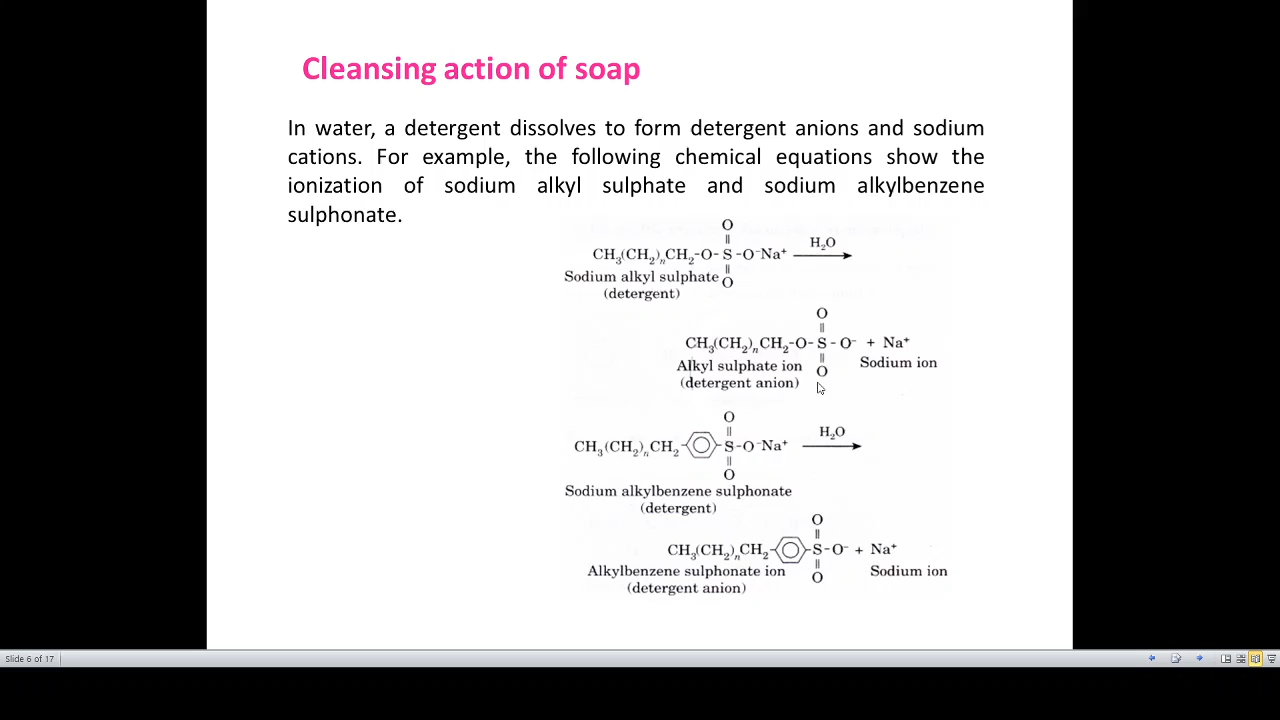 Cleansing action of soap
In water, a detergent dissolves to form detergent anions and sodium
cations. For example, the following chemical equations show the
ionization of sodium alkyl sulphate and sodium alkylbenzene
sulphonate.
O
||
CH₃(CH₂)ₙCH₂-O-S-O⁻Na⁺ H₂O
||
O
Sodium alkyl sulphate
(detergent)
O
||
CH₃(CH₂)ₙCH₂-O-S-O⁻ + Na⁺
||
O
Alkyl sulphate ion Sodium ion
(detergent anion)
O
||
CH₃(CH₂)ₙCH₂ -S-O⁻Na⁺ H₂O
||
O
Sodium alkylbenzene sulphonate
(detergent)
O
||
CH₃(CH₂)ₙCH₂ -S-O⁻ + Na⁺
||
O
Alkylbenzene sulphonate ion Sodium ion
(detergent anion)
Slide 6 of 17